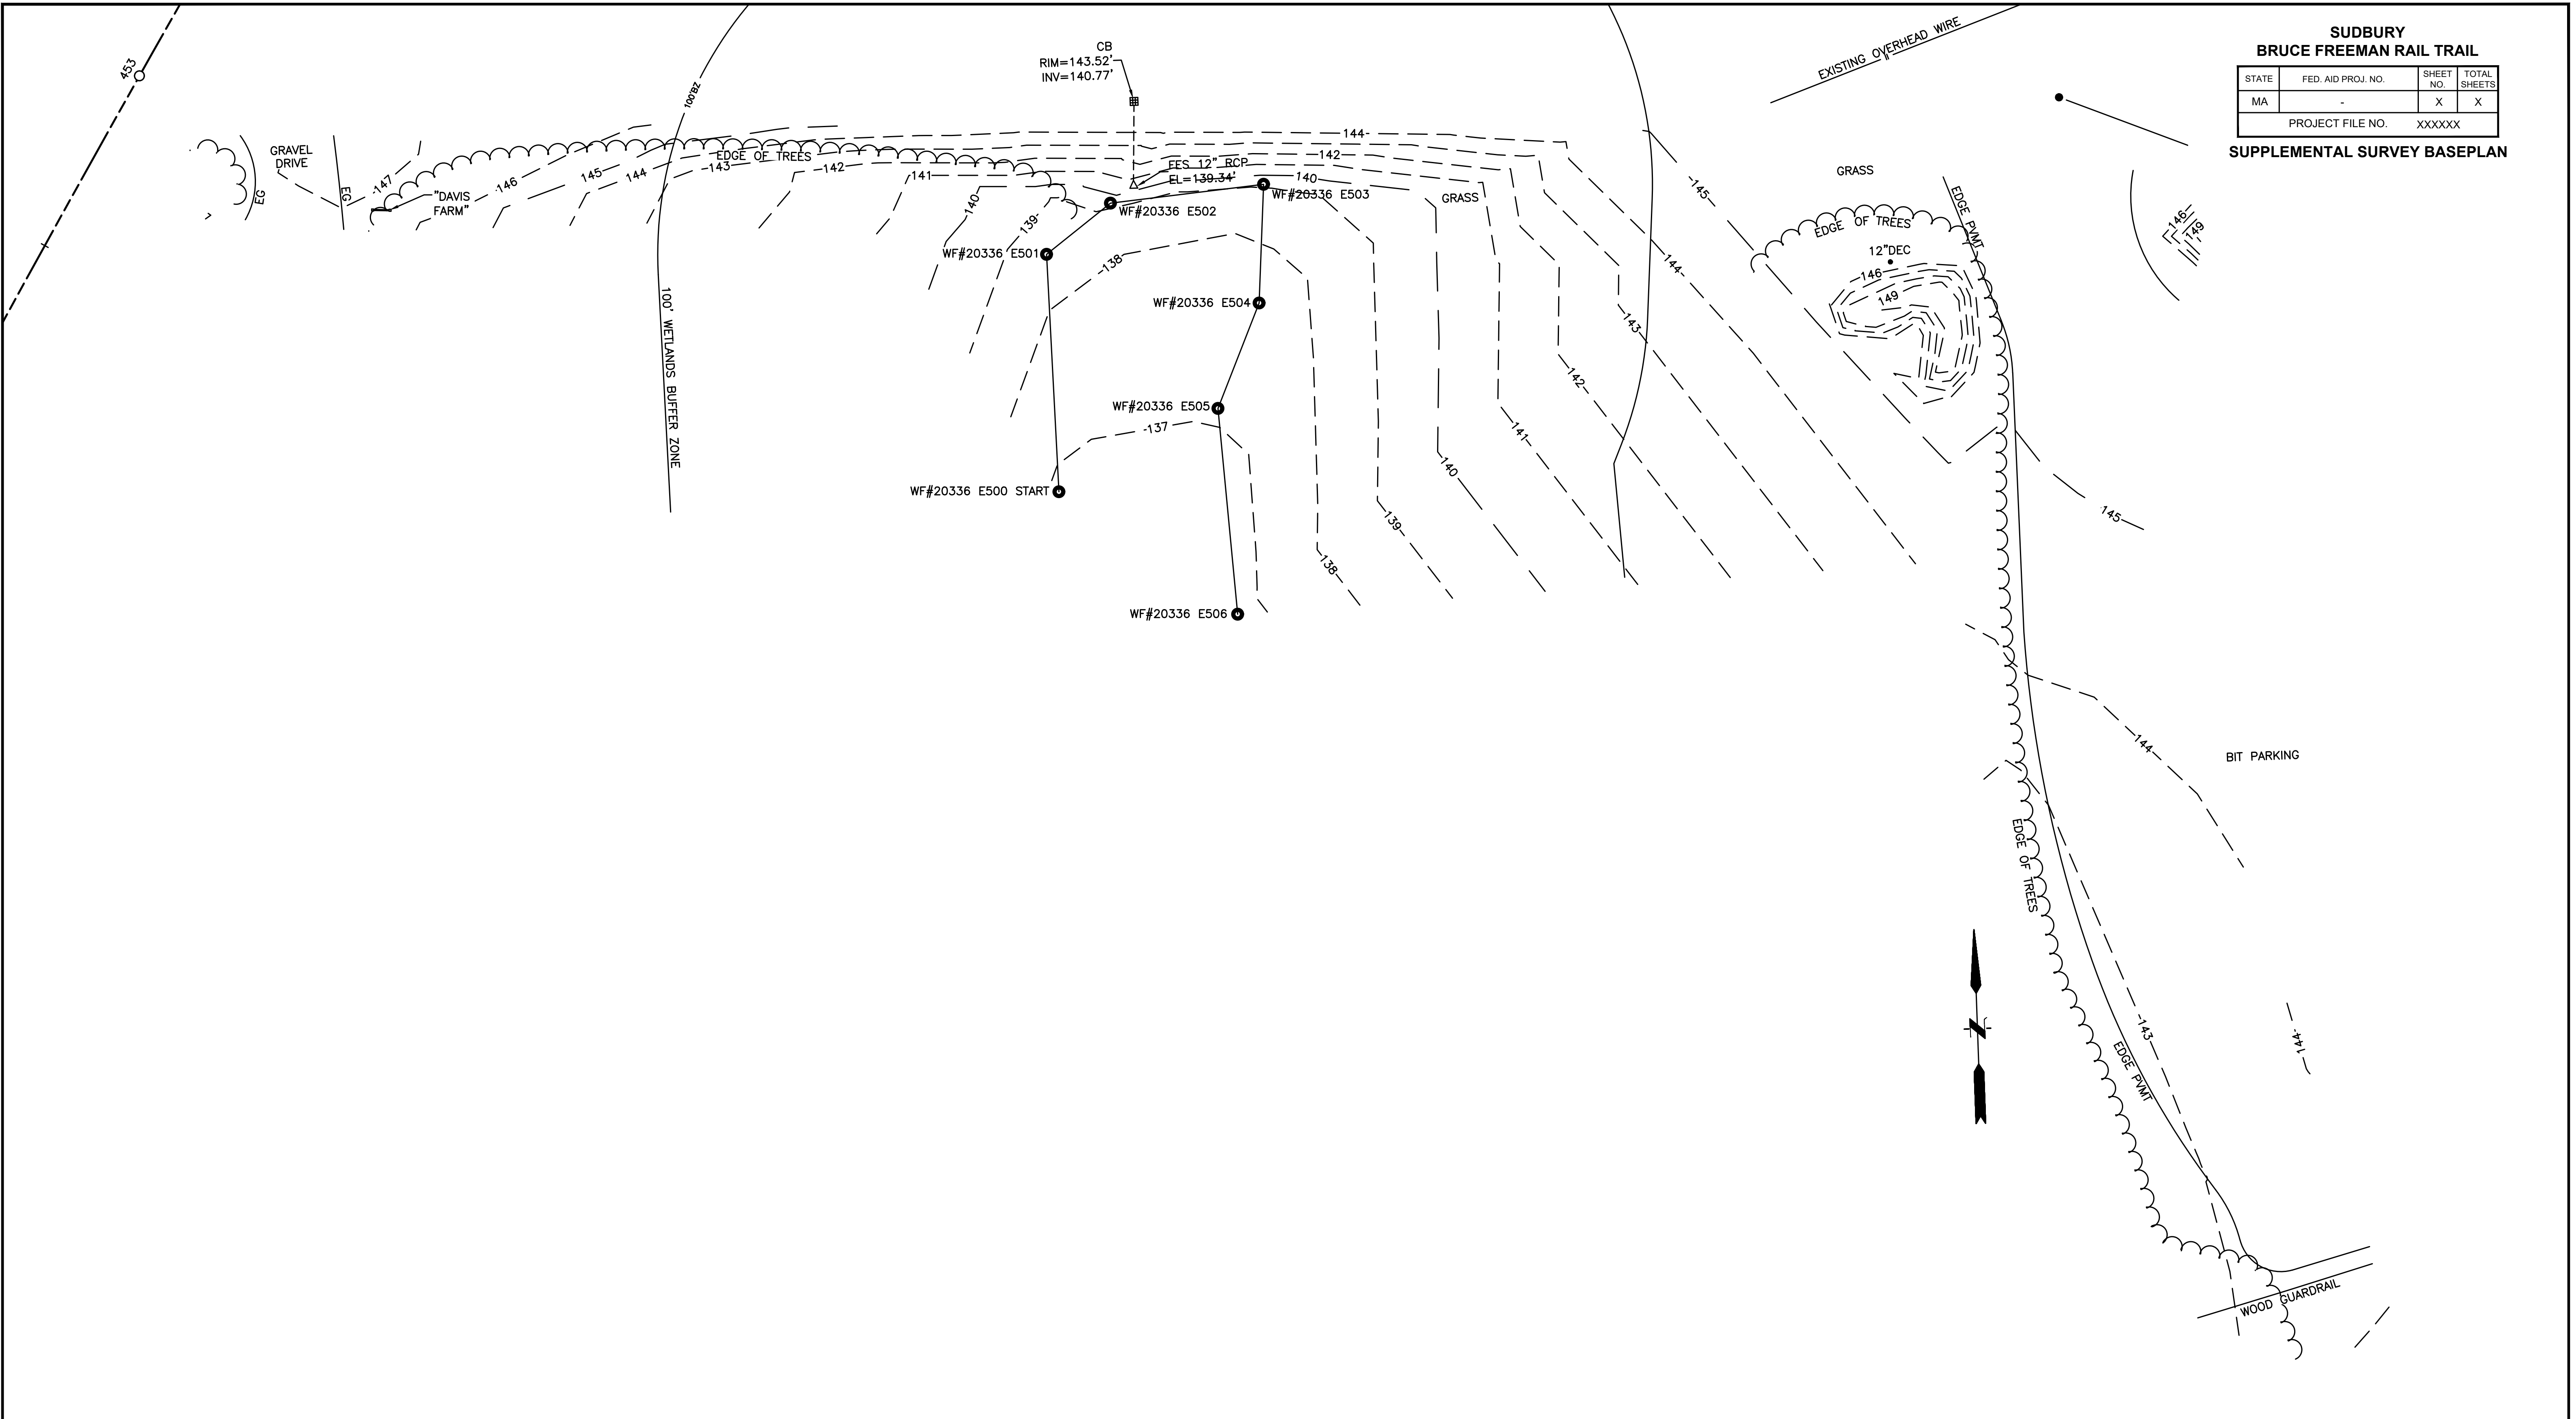 SUDBURY
BRUCE FREEMAN RAIL TRAIL
STATE
FED. AID PROJ. NO.
SHEET
NO.
TOTAL
SHEETS
MA
-
X
X
PROJECT FILE NO.
XXXXXX
SUPPLEMENTAL SURVEY BASEPLAN
453
GRAVEL
DRIVE
EG
EG
147
"DAVIS
FARM"
146
145
144
143
EDGE OF TREES
142
141
140
139
138
100'BZ
100' WETLANDS BUFFER ZONE
CB
RIM=143.52'
INV=140.77'
FES 12" RCP
EL=139.34'
144
142
140
WF#20336 E502
WF#20336 E503
GRASS
WF#20336 E501
WF#20336 E504
WF#20336 E505
137
WF#20336 E500 START
WF#20336 E506
138
139
140
141
142
143
144
145
EXISTING OVERHEAD WIRE
GRASS
EDGE OF TREES
EDGE PVMT
12"DEC
146
149
146
149
145
144
BIT PARKING
EDGE OF TREES
143
144
EDGE PVMT
WOOD GUARDRAIL